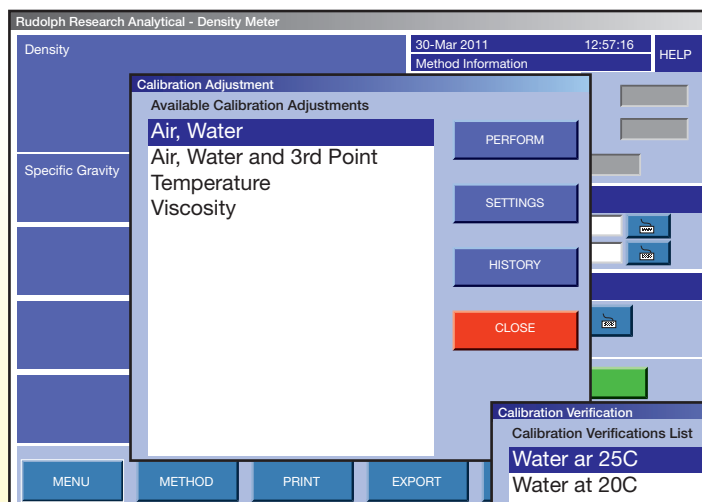 Rudolph Research Analytical - Density Meter
Density
30-Mar 2011 12:57:16
HELP
Method Information
Calibration Adjustment
Available Calibration Adjustments
Air, Water
Air, Water and 3rd Point
Temperature
Viscosity
PERFORM
SETTINGS
HISTORY
CLOSE
Specific Gravity
Calibration Verification
Calibration Verifications List
Water ar 25C
Water at 20C
MENU
METHOD
PRINT
EXPORT